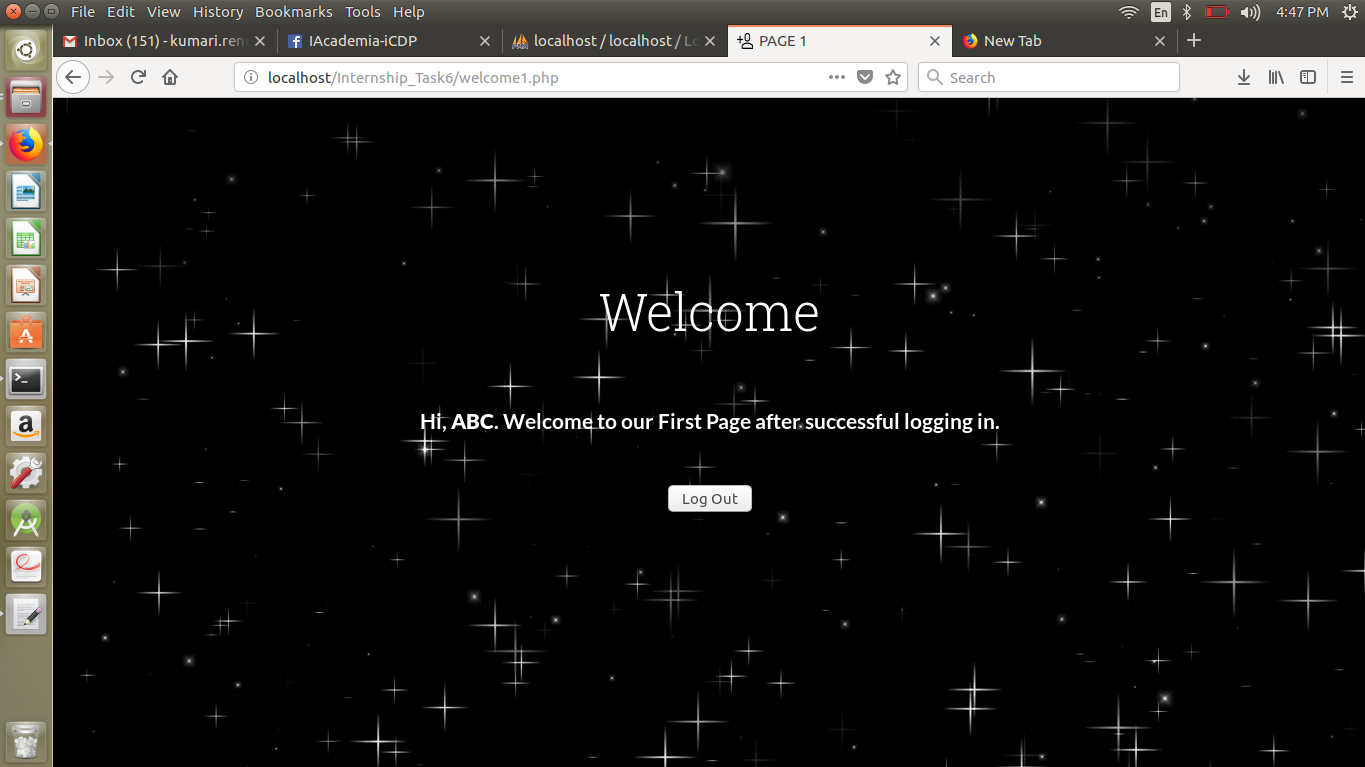 File Edit View History Bookmarks Tools Help
En
4:47 PM
Inbox (151) - kumari.ren
IAcademia-iCDP
localhost / localhost / Lo
PAGE 1
New Tab
localhost/Internship_Task6/welcome1.php
Search
Welcome
Hi, ABC. Welcome to our First Page after successful logging in.
Log Out